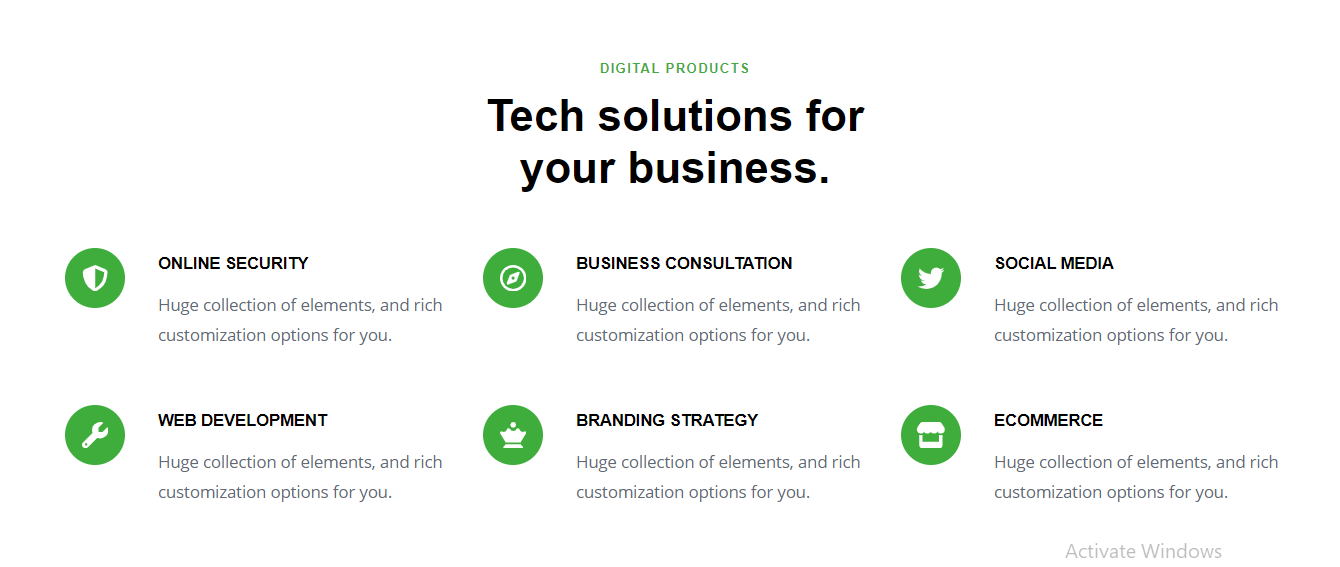 DIGITAL PRODUCTS
Tech solutions for
your business.
ONLINE SECURITY
Huge collection of elements, and rich
customization options for you.
BUSINESS CONSULTATION
Huge collection of elements, and rich
customization options for you.
SOCIAL MEDIA
Huge collection of elements, and rich
customization options for you.
WEB DEVELOPMENT
Huge collection of elements, and rich
customization options for you.
BRANDING STRATEGY
Huge collection of elements, and rich
customization options for you.
ECOMMERCE
Huge collection of elements, and rich
customization options for you.
Activate Windows